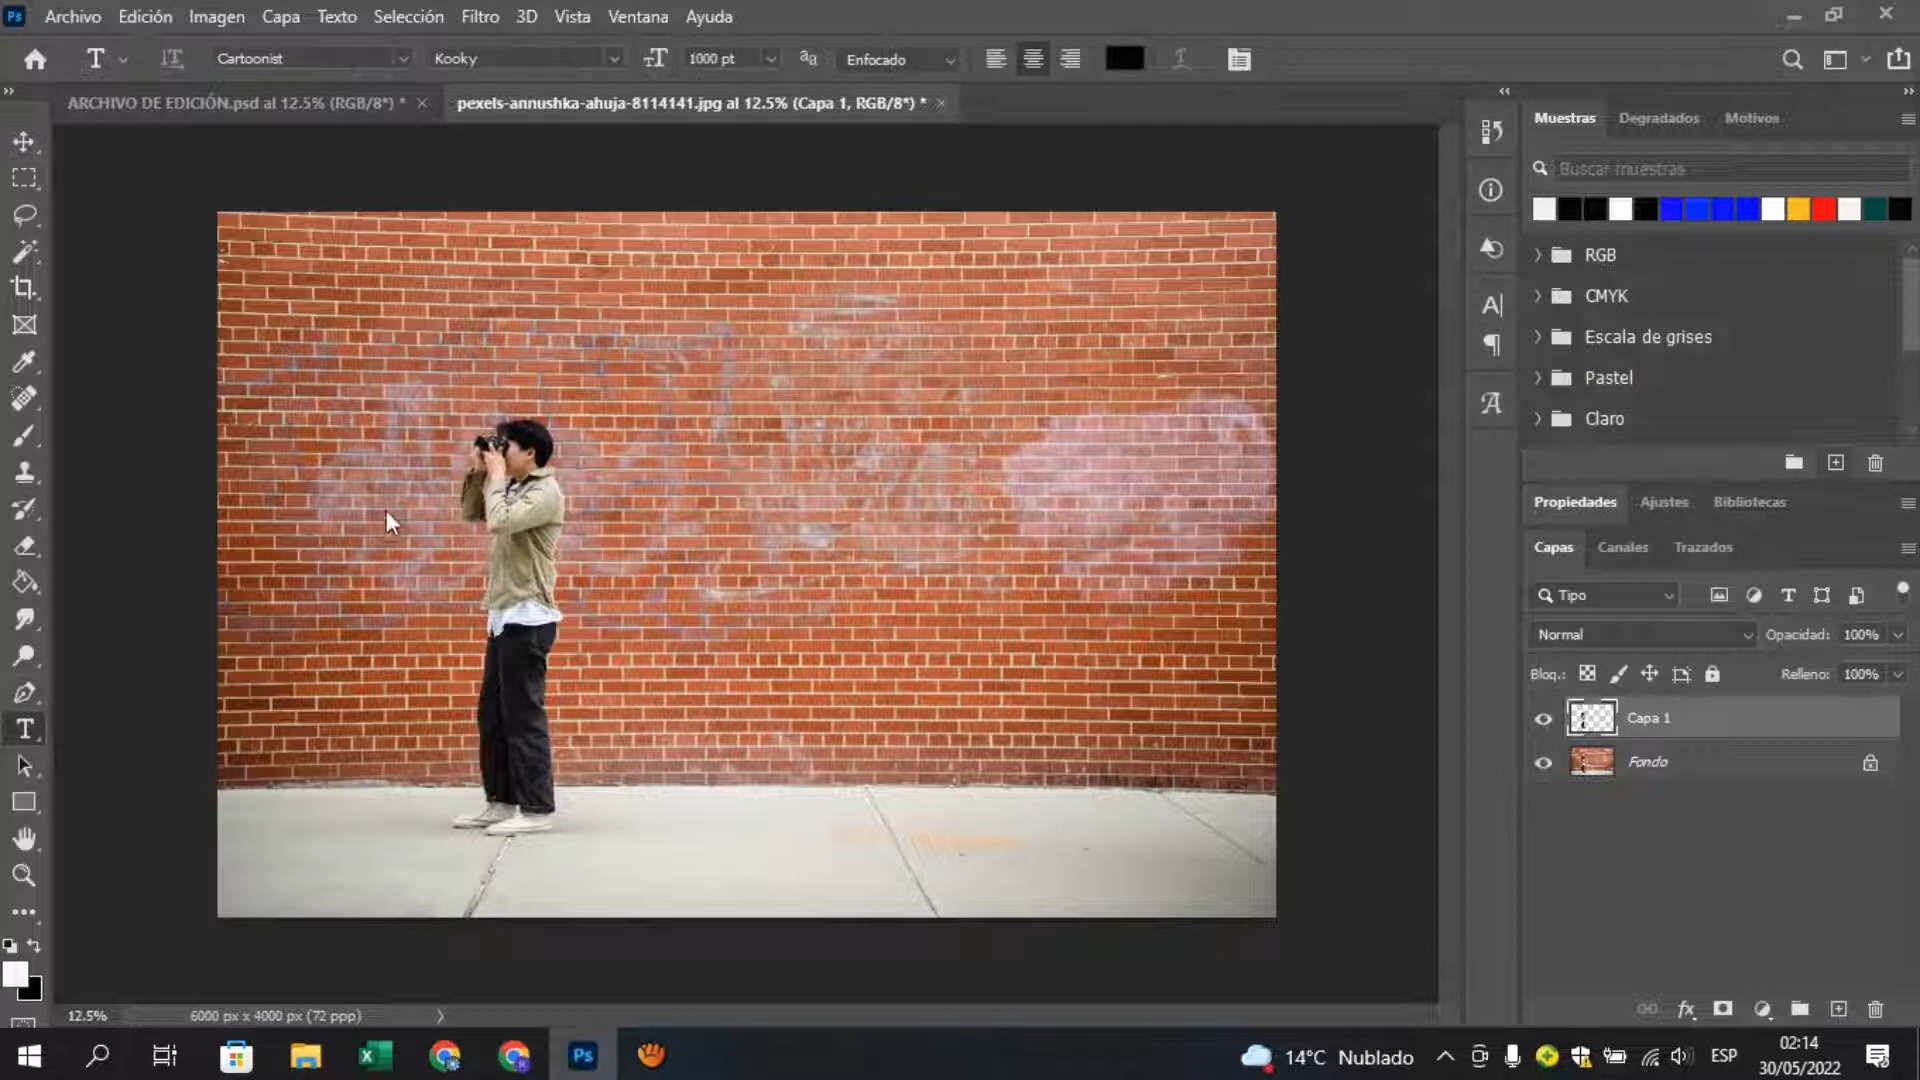 Ps Archivo Edición Imagen Capa Texto Selección Filtro 3D Vista Ventana Ayuda
T Cartoonist Kooky 1000 pt aa Enfocado
ARCHIVO DE EDICIÓN.psd al 12.5% (RGB/8*) * pexels-annushka-ahuja-8114141.jpg al 12.5% (Capa 1, RGB/8*) *
Muestras Degradados Motivos
Buscar muestras
RGB
CMYK
Escala de grises
Pastel
Claro
Propiedades Ajustes Bibliotecas
Capas Canales Trazados
Tipo
Normal Opacidad: 100%
Bloq.: Relleno: 100%
Capa 1
Fondo
fx
12.5% 6000 px x 4000 px (72 ppp)
Ps 14°C Nublado ESP 02:14
30/05/2022